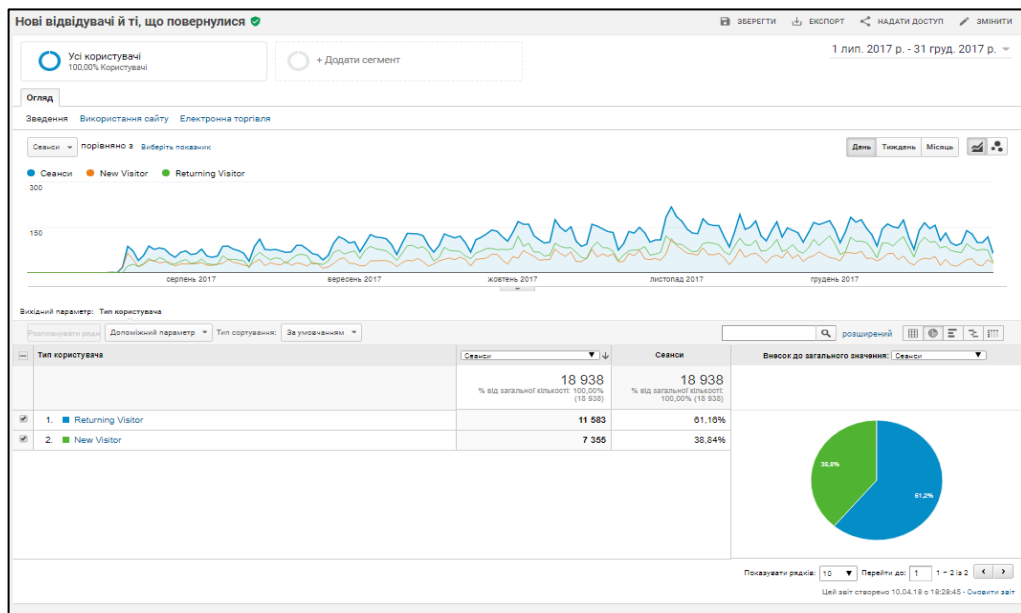 Нові відвідувачі й ті, що повернулися
ЗБЕРЕГТИ ЕКСПОРТ НАДАТИ ДОСТУП ЗМІНИТИ
Усі користувачі
100,00% Користувачі
+ Додати сегмент
1 лип. 2017 р. - 31 груд. 2017 р.
Огляд
Зведення Використання сайту Електронна торгівля
Сеанси порівняно з Виберіть показник
День Тиждень Місяць
Сеанси New Visitor Returning Visitor
300
150
серпень 2017 вересень 2017 жовтень 2017 листопад 2017 грудень 2017
Вихідний параметр: Тип користувача
Розпланувати рядки Допоміжний параметр Тип сортування: За умовчанням розширений
Тип користувача Сеанси Сеанси Внесок до загального значення: Сеанси
18 938 18 938
% від загальної кількості: 100,00% (18 938) % від загальної кількості: 100,00% (18 938)
1. Returning Visitor 11 583 61,16%
2. New Visitor 7 355 38,84%
38,8%
61,2%
Показувати рядків: 10 Перейти до: 1 1 – 2 із 2
Цей звіт створено 10.04.18 о 18:28:45 - Оновити звіт